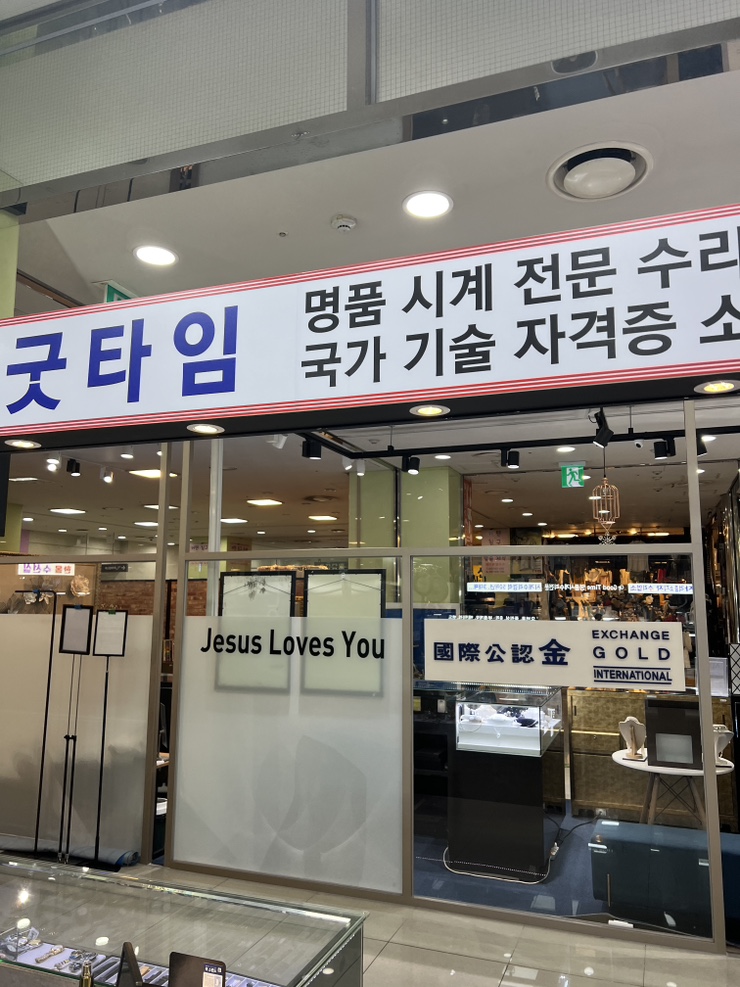 굿타임
명품 시계 전문 수리
국가 기술 자격증 소
Jesus Loves You
國際公認金
EXCHANGE
GOLD
INTERNATIONAL